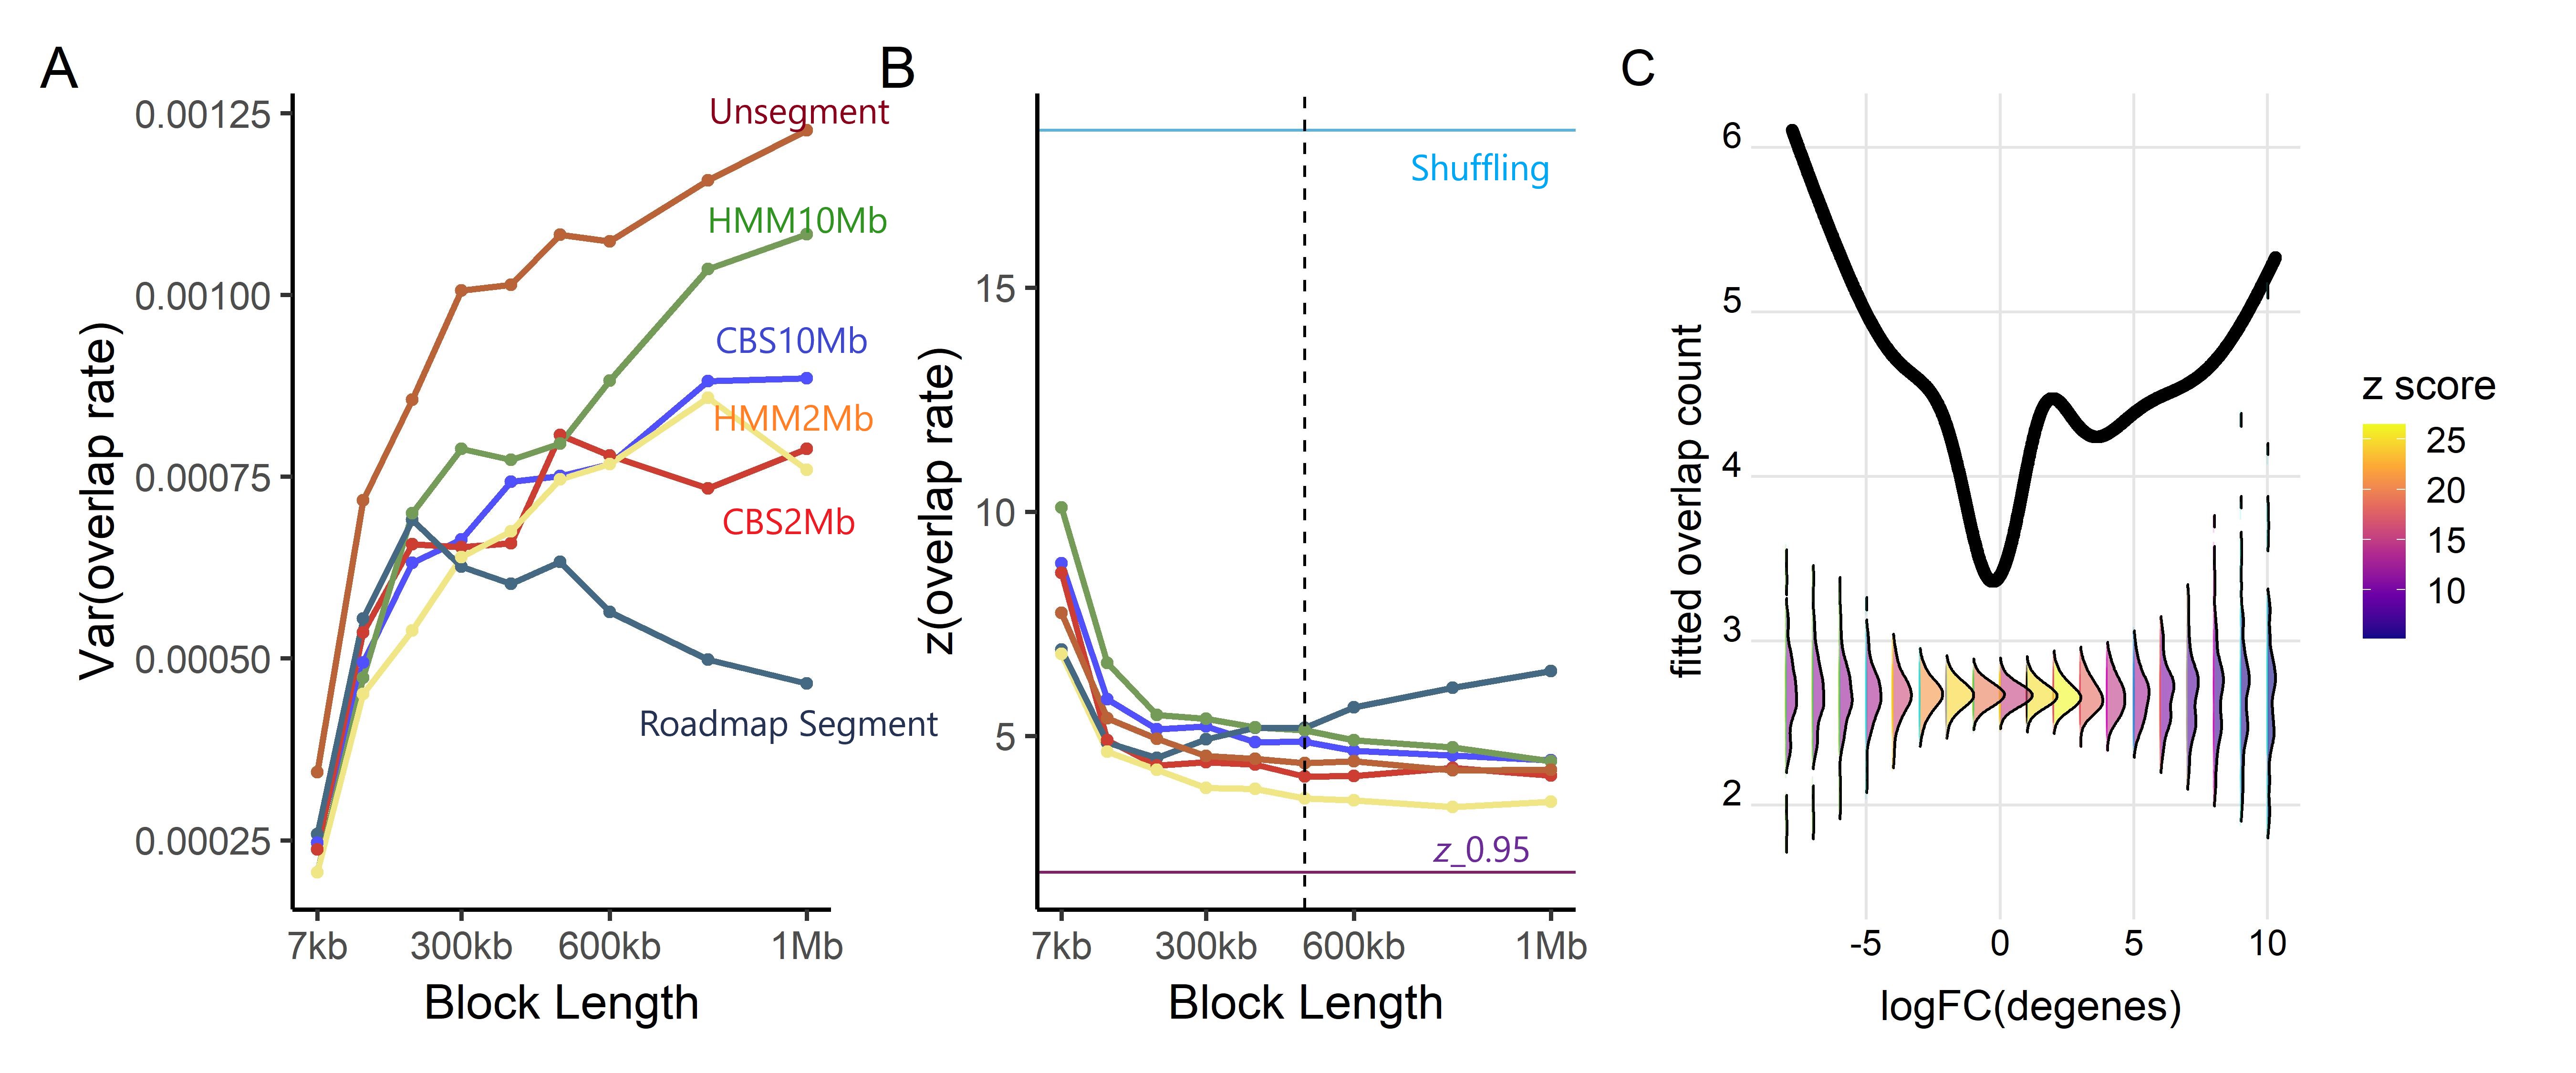 A
0.00125
0.00100
0.00075
0.00050
0.00025
Var(overlap rate)
Unsegment
HMM10Mb
CBS10Mb
HMM2Mb
CBS2Mb
Roadmap Segment
7kb 300kb 600kb 1Mb
Block Length
B
15
10
5
z(overlap rate)
Shuffling
z_0.95
7kb 300kb 600kb 1Mb
Block Length
C
6
5
4
3
2
fitted overlap count
-5 0 5 10
logFC(degenes)
z score
25
20
15
10